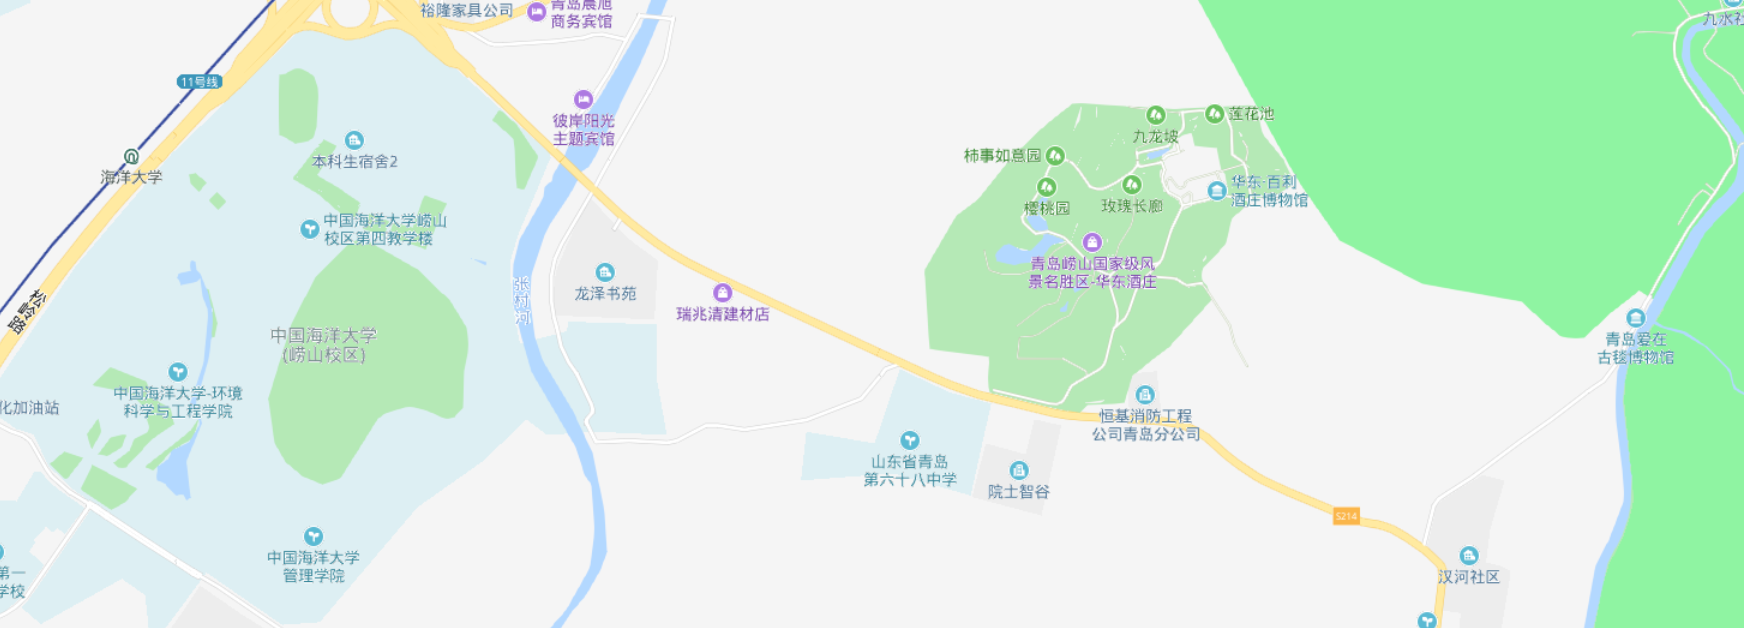 裕隆家具公司
青岛晨旭
商务宾馆
九水社
11号线
彼岸阳光
主题宾馆
莲花池
九龙坡
本科生宿舍2
柿事如意园
海洋大学
华东-百利
酒庄博物馆
樱桃园
玫瑰长廊
中国海洋大学崂山
校区第四教学楼
青岛崂山国家级风
景名胜区-华东酒庄
龙泽书苑
张村河
松岭路
瑞兆清建材店
中国海洋大学
(崂山校区)
青岛爱在
古毯博物馆
中国海洋大学-环境
科学与工程学院
化加油站
恒基消防工程
公司青岛分公司
山东省青岛
第六十八中学
院士智谷
S214
中国海洋大学
管理学院
第一
学校
汉河社区